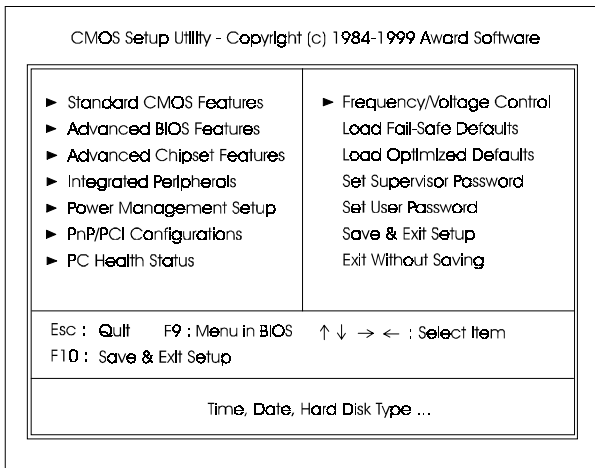 CMOS Setup Utility - Copyright (c) 1984-1999 Award Software
► Standard CMOS Features
► Advanced BIOS Features
► Advanced Chipset Features
► Integrated Peripherals
► Power Management Setup
► PnP/PCI Configurations
► PC Health Status
► Frequency/Voltage Control
Load Fail-Safe Defaults
Load Optimized Defaults
Set Supervisor Password
Set User Password
Save & Exit Setup
Exit Without Saving
Esc : Quit F9 : Menu in BIOS ↑ ↓ → ← : Select Item
F10 : Save & Exit Setup
Time, Date, Hard Disk Type ...